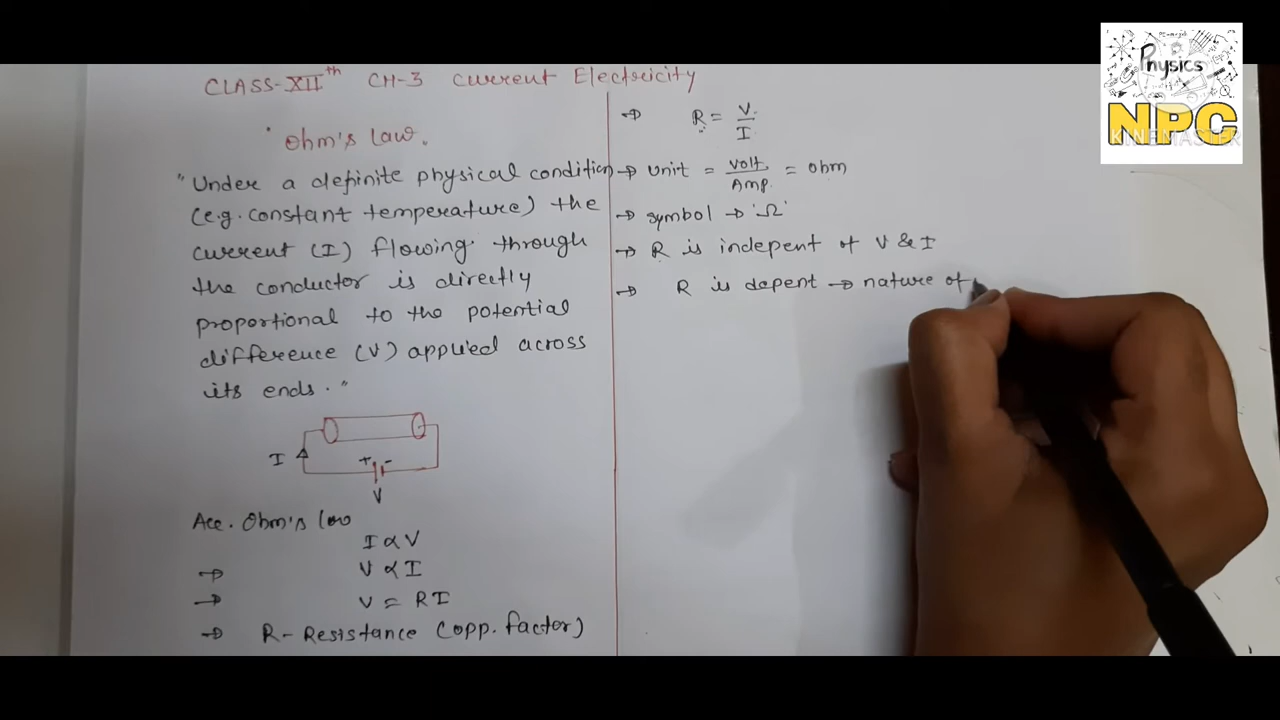 CLASS-XIIth CH-3 Current Electricity
Ohm's law.
"Under a definite physical condition
(e.g. constant temperature) the
current (I) flowing through
the conductor is directly
proportional to the potential
difference (V) applied across
its ends."
I
+ -
V
Acc. Ohm's law
I ∝ V
→ V ∝ I
→ V = RI
→ R - Resistance (opp. factor)
→ R = V/I
→ unit = volt/Amp. = ohm
→ symbol → 'Ω'
→ R is indepent of V & I
→ R is depent → nature of
Physics
NPC
KINEMASTER